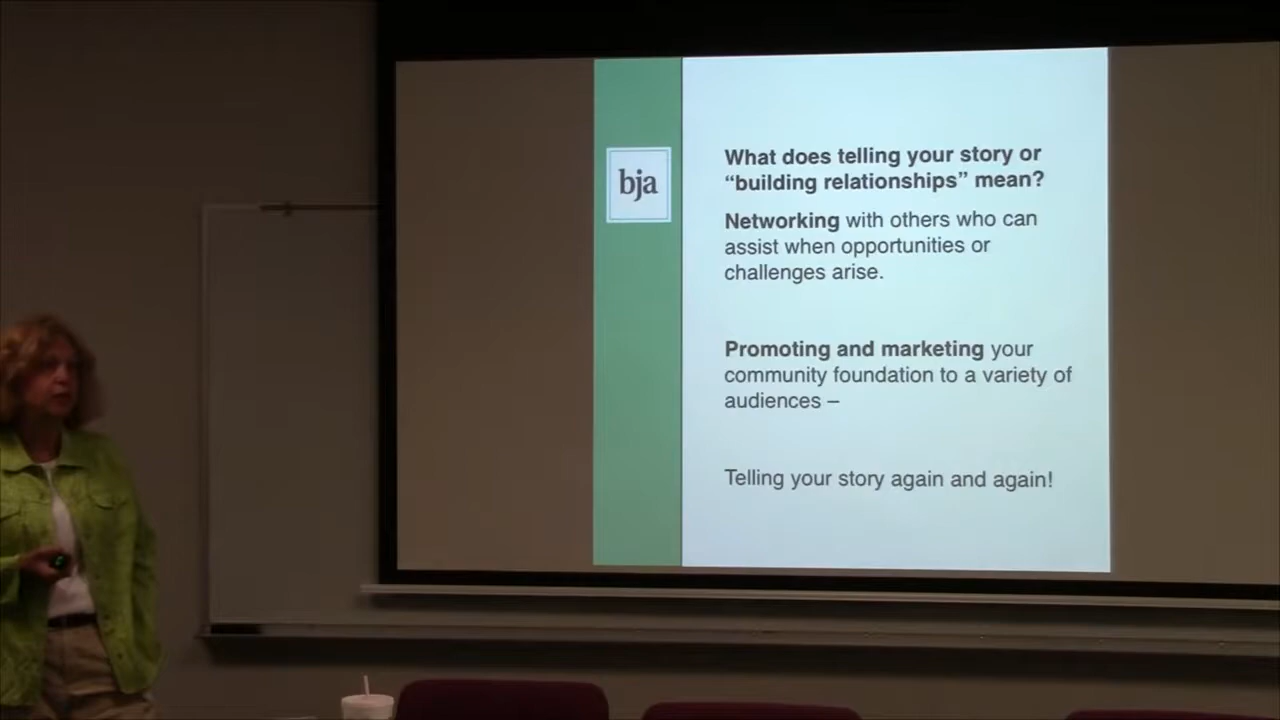 bja
What does telling your story or
“building relationships” mean?
Networking with others who can
assist when opportunities or
challenges arise.
Promoting and marketing your
community foundation to a variety of
audiences –
Telling your story again and again!